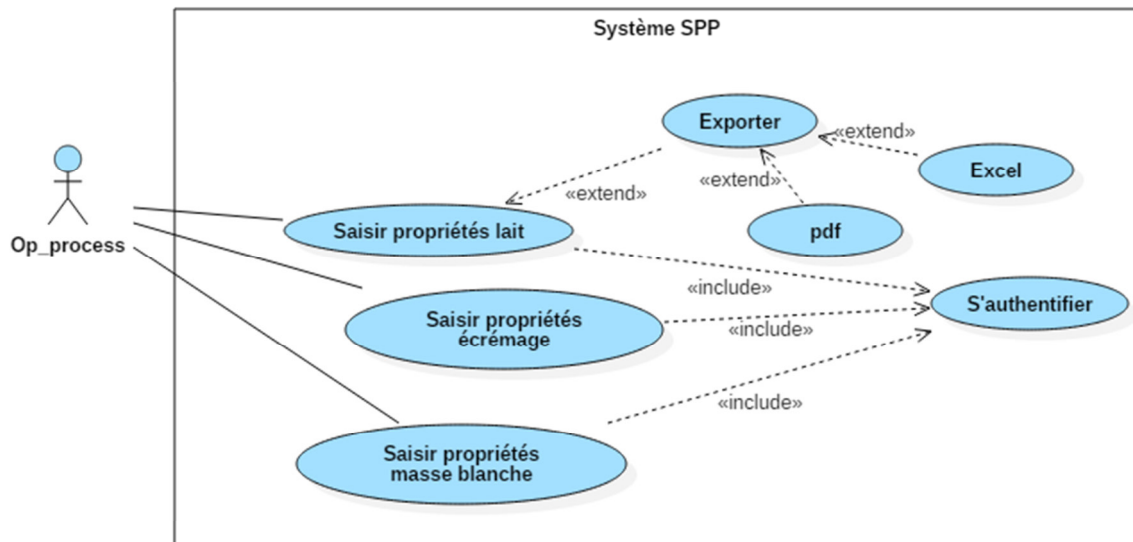 Système SPP
Exporter
«extend»
Excel
«extend»
«extend»
Op_process
Saisir propriétés lait
pdf
«include»
S'authentifier
Saisir propriétés
écrémage
«include»
«include»
Saisir propriétés
masse blanche